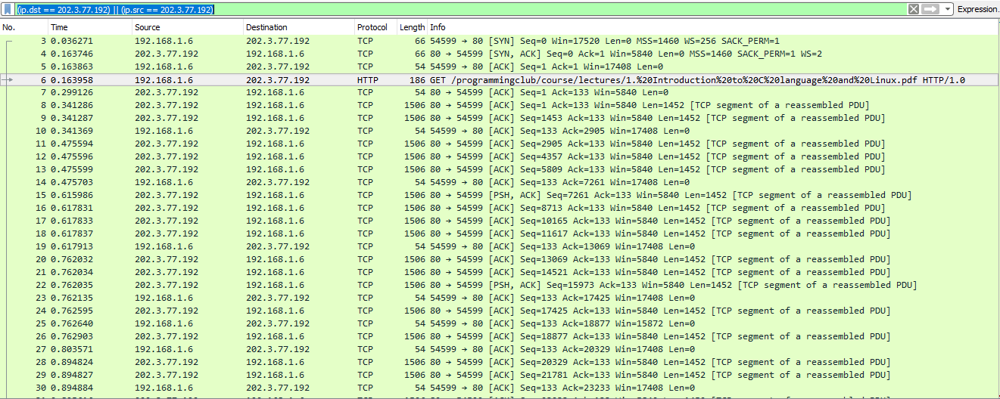 (ip.dst == 202.3.77.192) || (ip.src == 202.3.77.192) Expression.
No. Time Source Destination Protocol Length Info
3 0.036271 192.168.1.6 202.3.77.192 TCP 66 54599 → 80 [SYN] Seq=0 Win=17520 Len=0 MSS=1460 WS=256 SACK_PERM=1
4 0.163746 202.3.77.192 192.168.1.6 TCP 66 80 → 54599 [SYN, ACK] Seq=0 Ack=1 Win=5840 Len=0 MSS=1460 SACK_PERM=1 WS=2
5 0.163863 192.168.1.6 202.3.77.192 TCP 54 54599 → 80 [ACK] Seq=1 Ack=1 Win=17408 Len=0
6 0.163958 192.168.1.6 202.3.77.192 HTTP 186 GET /programmingclub/course/lectures/1.%20Introduction%20to%20C%20language%20and%20Linux.pdf HTTP/1.0
7 0.299126 202.3.77.192 192.168.1.6 TCP 54 80 → 54599 [ACK] Seq=1 Ack=133 Win=5840 Len=0
8 0.341286 202.3.77.192 192.168.1.6 TCP 1506 80 → 54599 [ACK] Seq=1 Ack=133 Win=5840 Len=1452 [TCP segment of a reassembled PDU]
9 0.341287 202.3.77.192 192.168.1.6 TCP 1506 80 → 54599 [ACK] Seq=1453 Ack=133 Win=5840 Len=1452 [TCP segment of a reassembled PDU]
10 0.341369 192.168.1.6 202.3.77.192 TCP 54 54599 → 80 [ACK] Seq=133 Ack=2905 Win=17408 Len=0
11 0.475594 202.3.77.192 192.168.1.6 TCP 1506 80 → 54599 [ACK] Seq=2905 Ack=133 Win=5840 Len=1452 [TCP segment of a reassembled PDU]
12 0.475596 202.3.77.192 192.168.1.6 TCP 1506 80 → 54599 [ACK] Seq=4357 Ack=133 Win=5840 Len=1452 [TCP segment of a reassembled PDU]
13 0.475599 202.3.77.192 192.168.1.6 TCP 1506 80 → 54599 [ACK] Seq=5809 Ack=133 Win=5840 Len=1452 [TCP segment of a reassembled PDU]
14 0.475703 192.168.1.6 202.3.77.192 TCP 54 54599 → 80 [ACK] Seq=133 Ack=7261 Win=17408 Len=0
15 0.615986 202.3.77.192 192.168.1.6 TCP 1506 80 → 54599 [PSH, ACK] Seq=7261 Ack=133 Win=5840 Len=1452 [TCP segment of a reassembled PDU]
16 0.617831 202.3.77.192 192.168.1.6 TCP 1506 80 → 54599 [ACK] Seq=8713 Ack=133 Win=5840 Len=1452 [TCP segment of a reassembled PDU]
17 0.617833 202.3.77.192 192.168.1.6 TCP 1506 80 → 54599 [ACK] Seq=10165 Ack=133 Win=5840 Len=1452 [TCP segment of a reassembled PDU]
18 0.617837 202.3.77.192 192.168.1.6 TCP 1506 80 → 54599 [ACK] Seq=11617 Ack=133 Win=5840 Len=1452 [TCP segment of a reassembled PDU]
19 0.617913 192.168.1.6 202.3.77.192 TCP 54 54599 → 80 [ACK] Seq=133 Ack=13069 Win=17408 Len=0
20 0.762032 202.3.77.192 192.168.1.6 TCP 1506 80 → 54599 [ACK] Seq=13069 Ack=133 Win=5840 Len=1452 [TCP segment of a reassembled PDU]
21 0.762034 202.3.77.192 192.168.1.6 TCP 1506 80 → 54599 [ACK] Seq=14521 Ack=133 Win=5840 Len=1452 [TCP segment of a reassembled PDU]
22 0.762035 202.3.77.192 192.168.1.6 TCP 1506 80 → 54599 [PSH, ACK] Seq=15973 Ack=133 Win=5840 Len=1452 [TCP segment of a reassembled PDU]
23 0.762135 192.168.1.6 202.3.77.192 TCP 54 54599 → 80 [ACK] Seq=133 Ack=17425 Win=17408 Len=0
24 0.762595 202.3.77.192 192.168.1.6 TCP 1506 80 → 54599 [ACK] Seq=17425 Ack=133 Win=5840 Len=1452 [TCP segment of a reassembled PDU]
25 0.762640 192.168.1.6 202.3.77.192 TCP 54 54599 → 80 [ACK] Seq=133 Ack=18877 Win=15872 Len=0
26 0.762903 202.3.77.192 192.168.1.6 TCP 1506 80 → 54599 [ACK] Seq=18877 Ack=133 Win=5840 Len=1452 [TCP segment of a reassembled PDU]
27 0.803571 192.168.1.6 202.3.77.192 TCP 54 54599 → 80 [ACK] Seq=133 Ack=20329 Win=17408 Len=0
28 0.894824 202.3.77.192 192.168.1.6 TCP 1506 80 → 54599 [ACK] Seq=20329 Ack=133 Win=5840 Len=1452 [TCP segment of a reassembled PDU]
29 0.894827 202.3.77.192 192.168.1.6 TCP 1506 80 → 54599 [ACK] Seq=21781 Ack=133 Win=5840 Len=1452 [TCP segment of a reassembled PDU]
30 0.894884 192.168.1.6 202.3.77.192 TCP 54 54599 → 80 [ACK] Seq=133 Ack=23233 Win=17408 Len=0